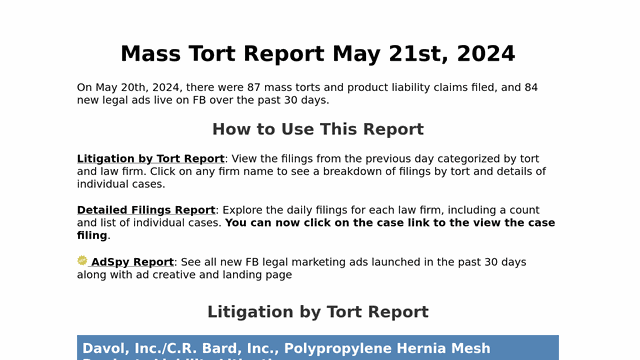 Mass Tort Report May 21st, 2024
On May 20th, 2024, there were 87 mass torts and product liability claims filed, and 84
new legal ads live on FB over the past 30 days.
How to Use This Report
Litigation by Tort Report: View the filings from the previous day categorized by tort
and law firm. Click on any firm name to see a breakdown of filings by tort and details of
individual cases.
Detailed Filings Report: Explore the daily filings for each law firm, including a count
and list of individual cases. You can now click on the case link to the view the case
filing.
AdSpy Report: See all new FB legal marketing ads launched in the past 30 days
along with ad creative and landing page
Litigation by Tort Report
Davol, Inc./C.R. Bard, Inc., Polypropylene Hernia Mesh